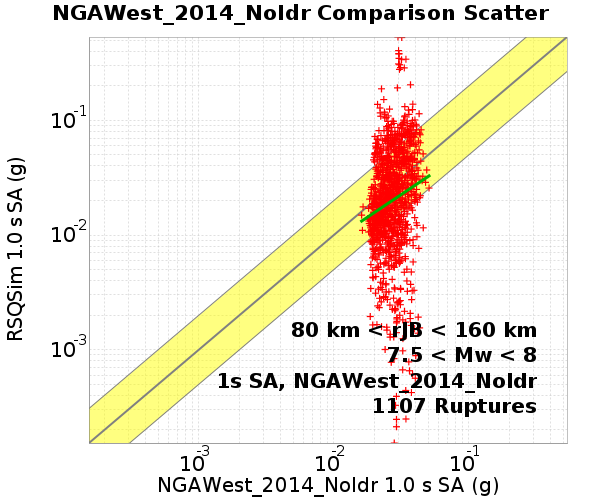 NGAWest_2014_NoIdr Comparison Scatter
RSQSim 1.0 s SA (g)
10-1
10-2
10-3
80 km < rJB < 160 km
7.5 < Mw < 8
1s SA, NGAWest_2014_NoIdr
1107 Ruptures
10-3 10-2 10-1
NGAWest_2014_NoIdr 1.0 s SA (g)